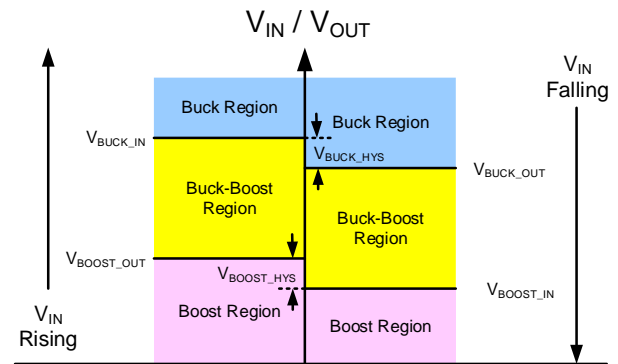 V_IN / V_OUT
V_IN
Falling
Buck Region
Buck Region
V_BUCK_IN
V_BUCK_HYS
V_BUCK_OUT
Buck-Boost
Region
Buck-Boost
Region
V_BOOST_OUT
V_BOOST_HYS
V_BOOST_IN
V_IN
Rising
Boost Region
Boost Region